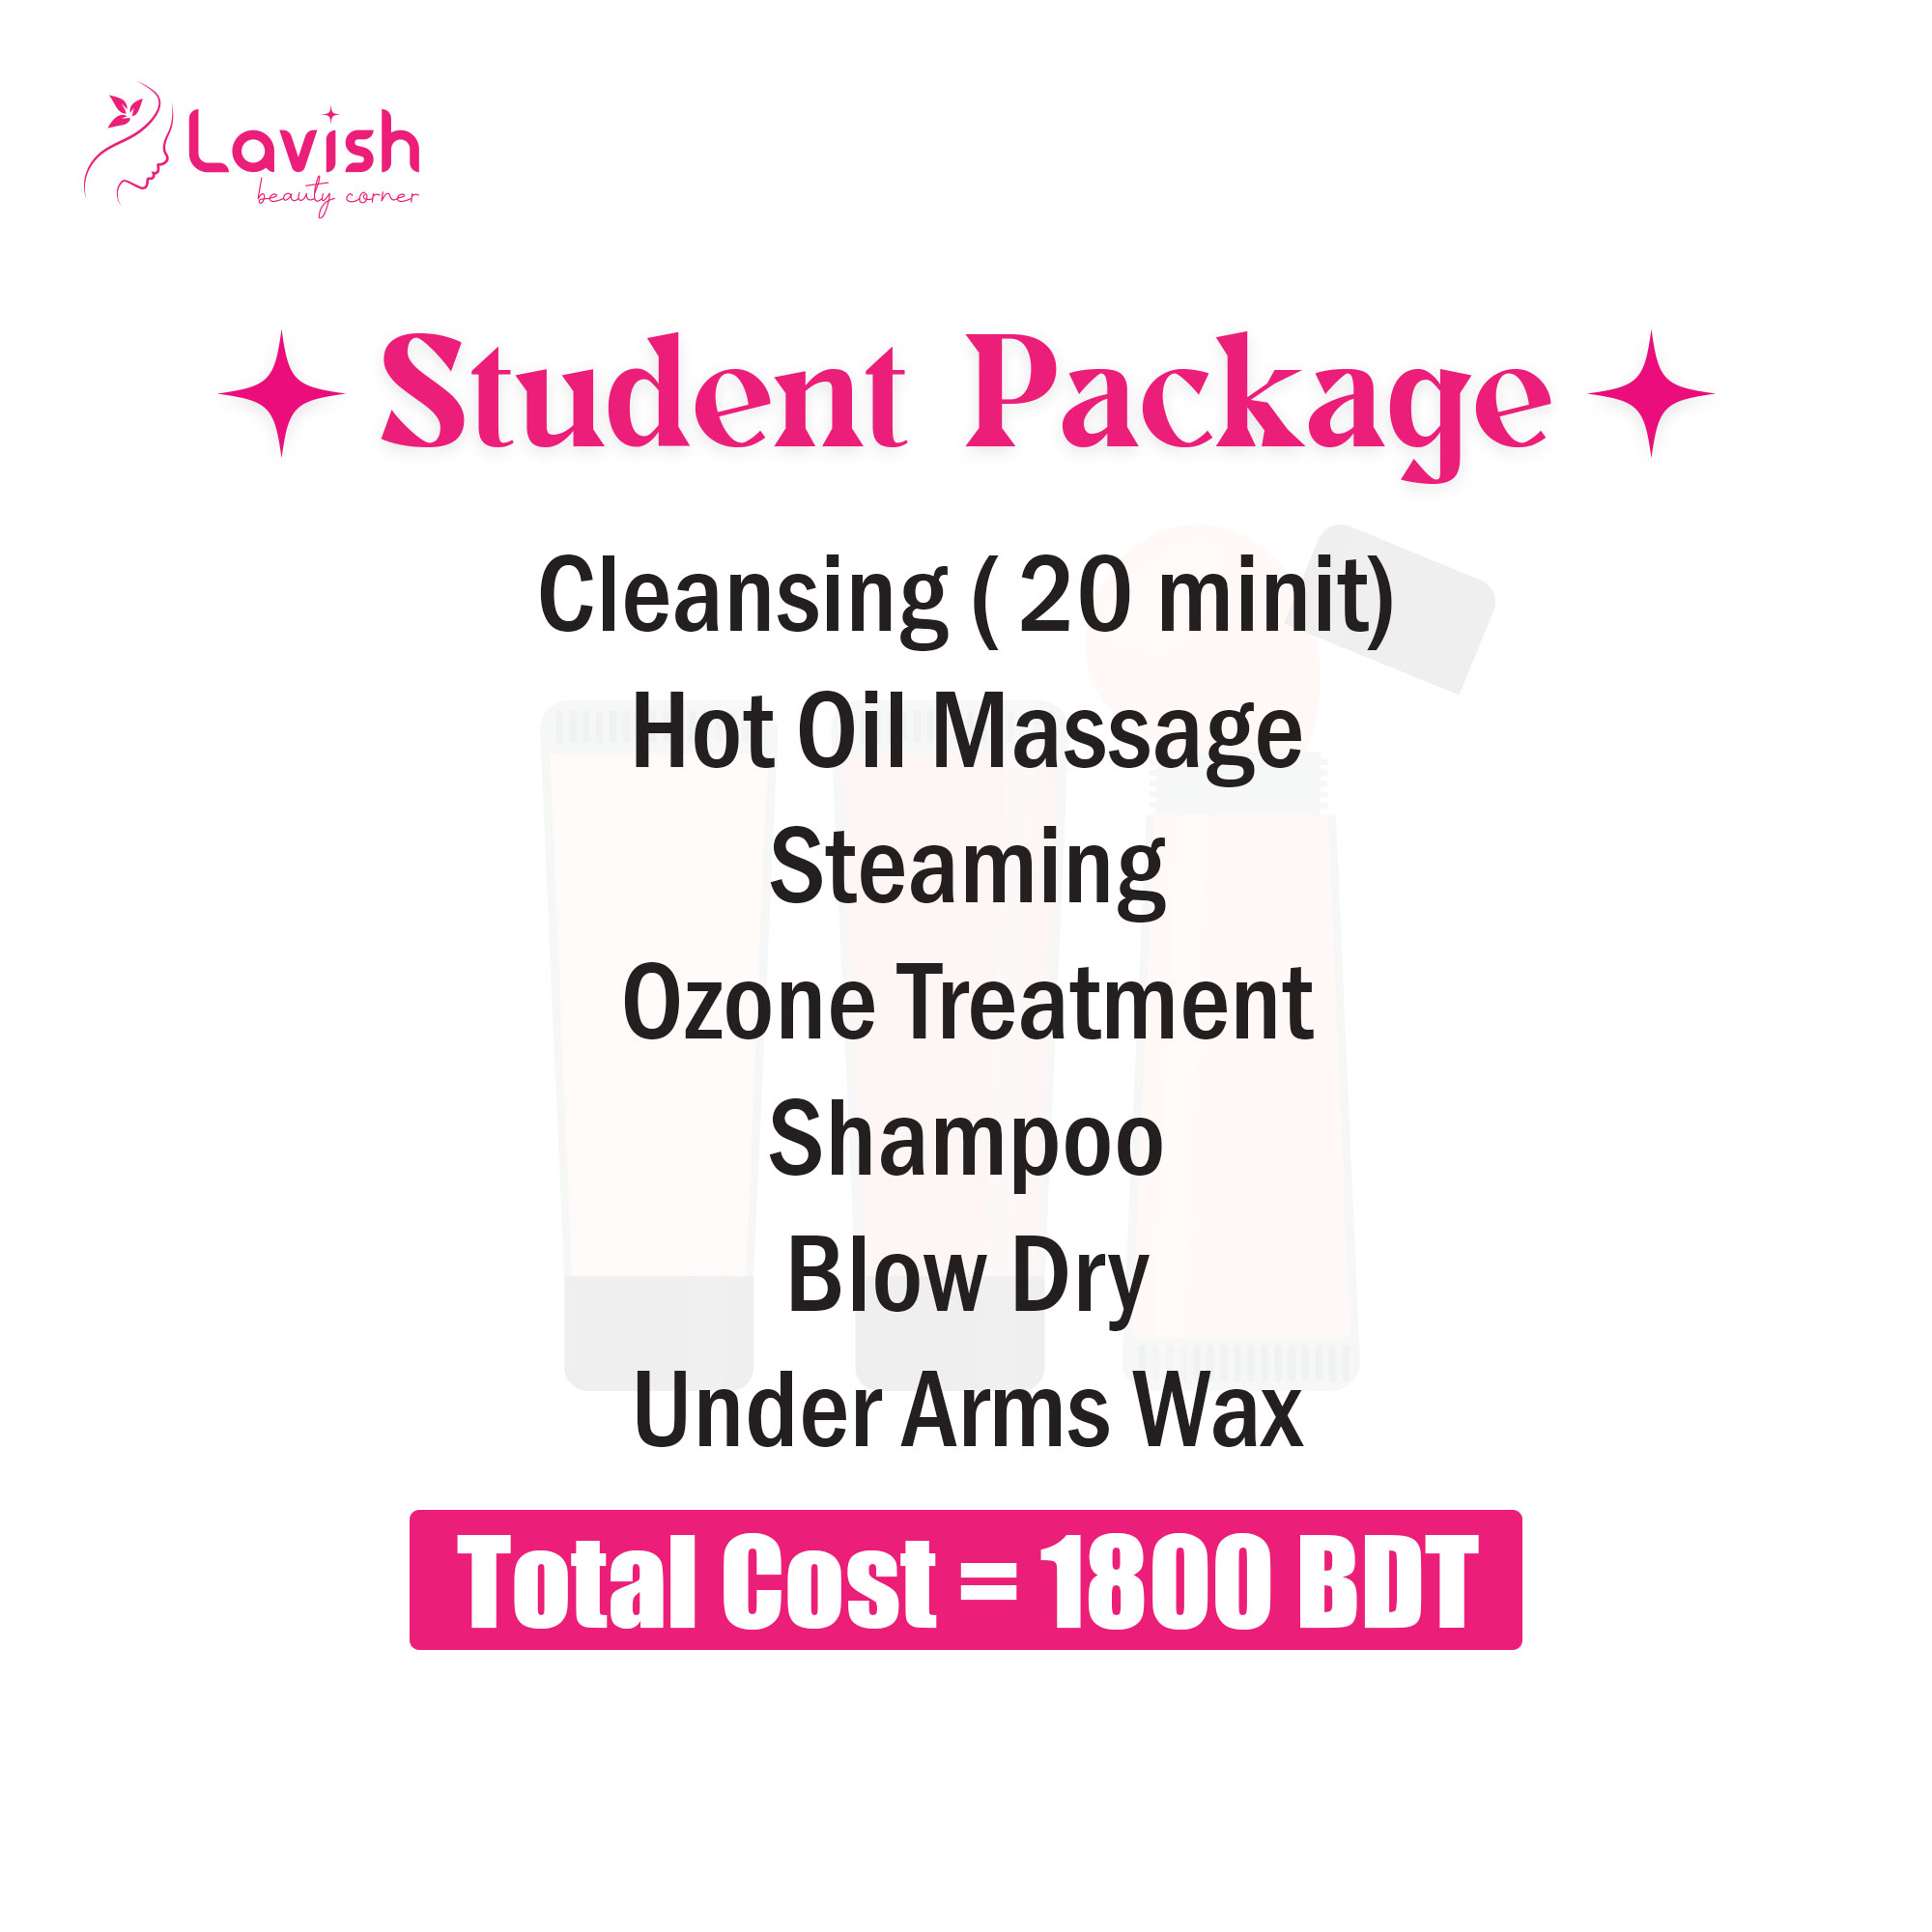 Lavish
beauty corner
Student Package
Cleansing ( 20 minit)
Hot Oil Massage
Steaming
Ozone Treatment
Shampoo
Blow Dry
Under Arms Wax
Total Cost = 1800 BDT